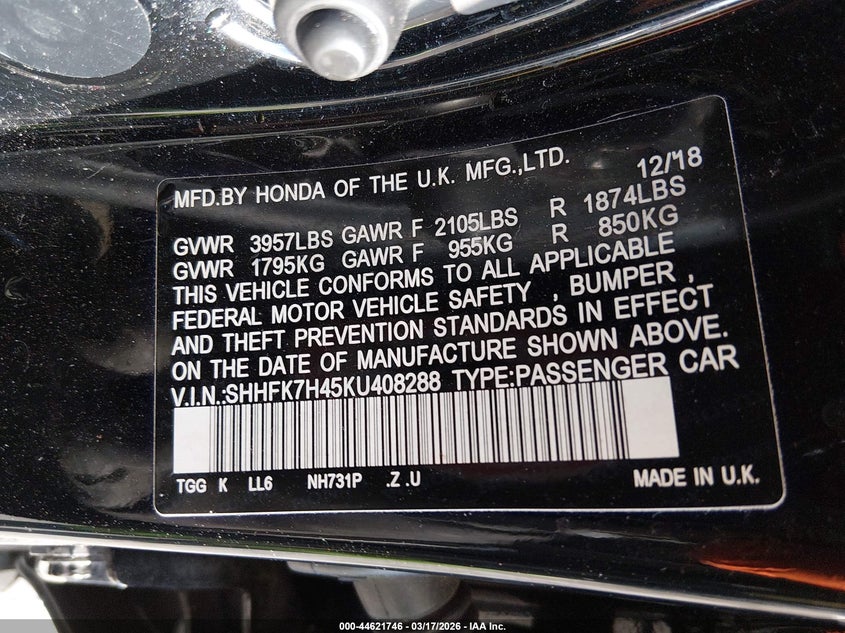 MFD.BY HONDA OF THE U.K. MFG.,LTD. 12/18
GVWR 3957LBS GAWR F 2105LBS R 1874LBS
GVWR 1795KG GAWR F 955KG R 850KG
THIS VEHICLE CONFORMS TO ALL APPLICABLE
FEDERAL MOTOR VEHICLE SAFETY , BUMPER ,
AND THEFT PREVENTION STANDARDS IN EFFECT
ON THE DATE OF MANUFACTURE SHOWN ABOVE.
V.I.N.:SHHFK7H45KU408288 TYPE:PASSENGER CAR
TGG K LL6 NH731P .Z .U MADE IN U.K.
000-44621746 - 03/17/2026 - IAA Inc.